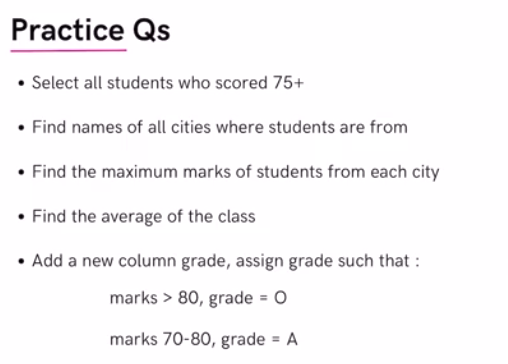 Practice Qs
• Select all students who scored 75+
• Find names of all cities where students are from
• Find the maximum marks of students from each city
• Find the average of the class
• Add a new column grade, assign grade such that :
marks > 80, grade = O
marks 70-80, grade = A